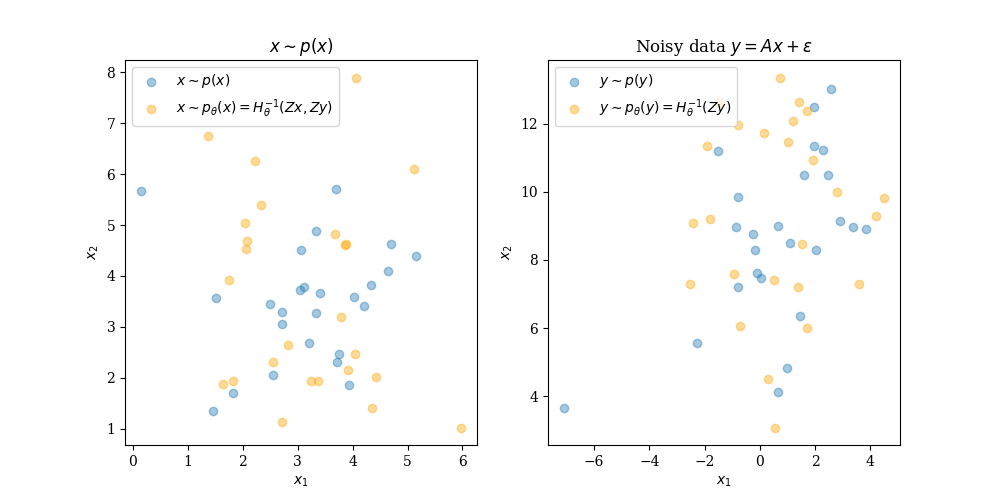 x ∼ p(x)
Noisy data y = Ax + ε
x ∼ p(x)
x ∼ p_θ(x) = H_θ^{-1}(Zx, Zy)
y ∼ p(y)
y ∼ p_θ(y) = H_θ^{-1}(Zy)
8
7
6
5
4
3
2
1
x₂
0 1 2 3 4 5 6
x₁
12
10
8
6
4
x₂
−6 −4 −2 0 2 4
x₁